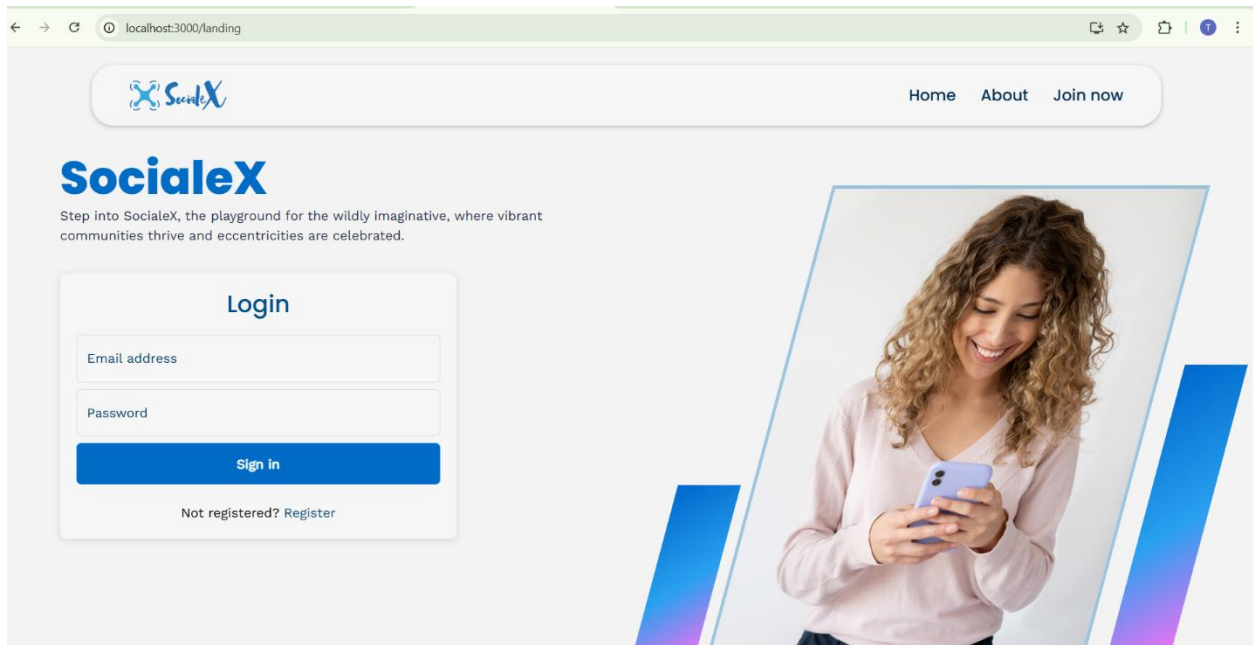 localhost:3000/landing
T
SocialeX
Home About Join now
SocialeX
Step into SocialeX, the playground for the wildly imaginative, where vibrant
communities thrive and eccentricities are celebrated.
Login
Email address
Password
Sign in
Not registered? Register